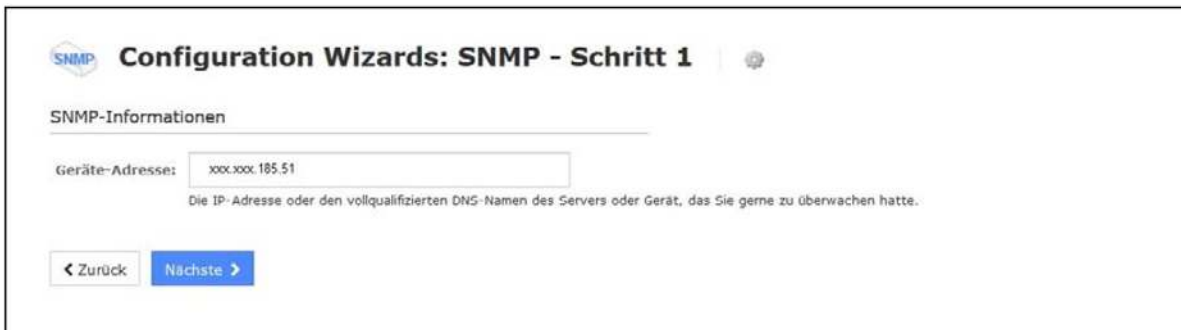 SNMP Configuration Wizards: SNMP - Schritt 1
SNMP-Informationen
Geräte-Adresse: xxx.xxx.185.51
Die IP-Adresse oder den vollqualifizierten DNS-Namen des Servers oder Gerät, das Sie gerne zu überwachen hatte.
Zurück Nächste